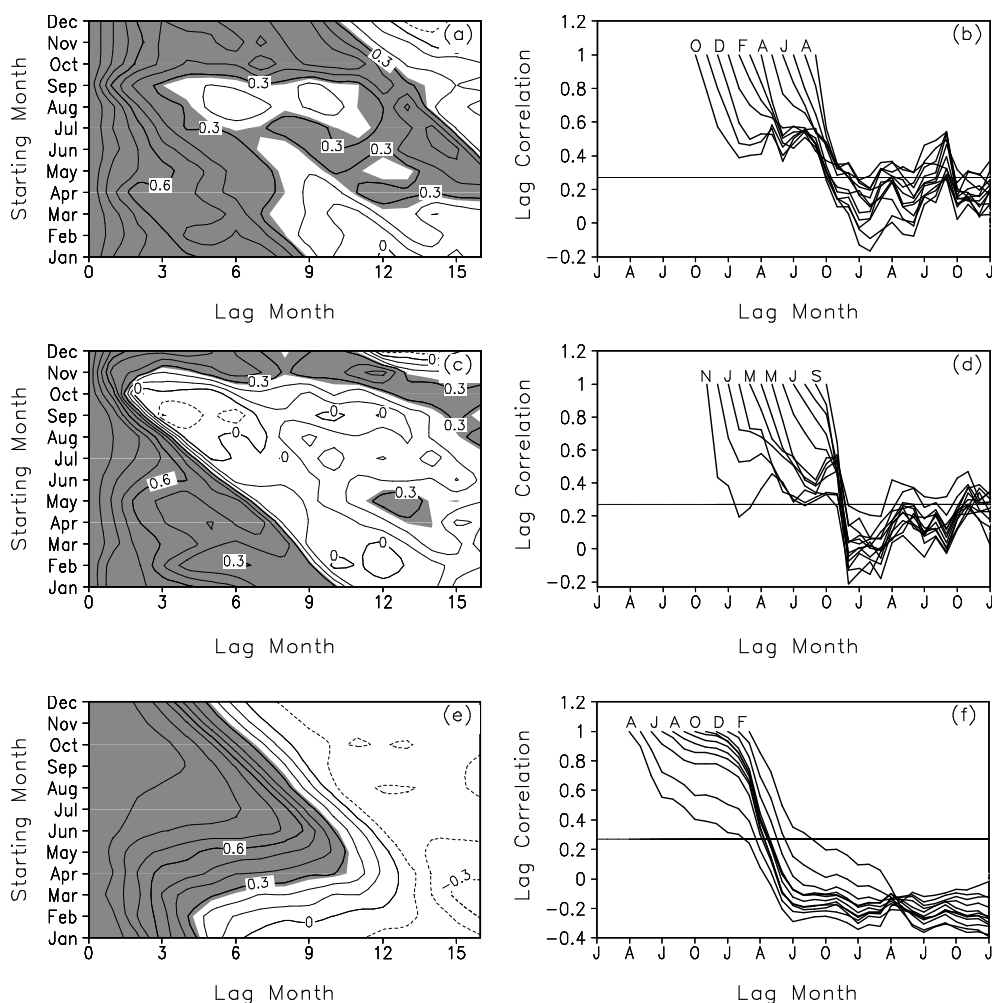 Dec
Nov
Oct
Sep
Aug
Jul
Jun
May
Apr
Mar
Feb
Jan
Starting Month
(a)
0.3
0.3
0.3
0.3
0.3
0.6
0.3
0
0 3 6 9 12 15
Lag Month
1.2
1
0.8
0.6
0.4
0.2
0
−0.2
Lag Correlation
(b)
O D F A J A
J A J O J A J O J A J O J
Lag Month
Dec
Nov
Oct
Sep
Aug
Jul
Jun
May
Apr
Mar
Feb
Jan
Starting Month
(c)
0
0.3
0
0.3
0
0
0.3
0
0
0
0.6
0.3
0
0.3
0
0 3 6 9 12 15
Lag Month
1.2
1
0.8
0.6
0.4
0.2
0
−0.2
Lag Correlation
(d)
N J M M J S
J A J O J A J O J A J O J
Lag Month
Dec
Nov
Oct
Sep
Aug
Jul
Jun
May
Apr
Mar
Feb
Jan
Starting Month
(e)
0.6
0.3
−0.3
0
0 3 6 9 12 15
Lag Month
1.2
1
0.8
0.6
0.4
0.2
0
−0.2
−0.4
Lag Correlation
(f)
A J A O D F
J A J O J A J O J A J O J
Lag Month